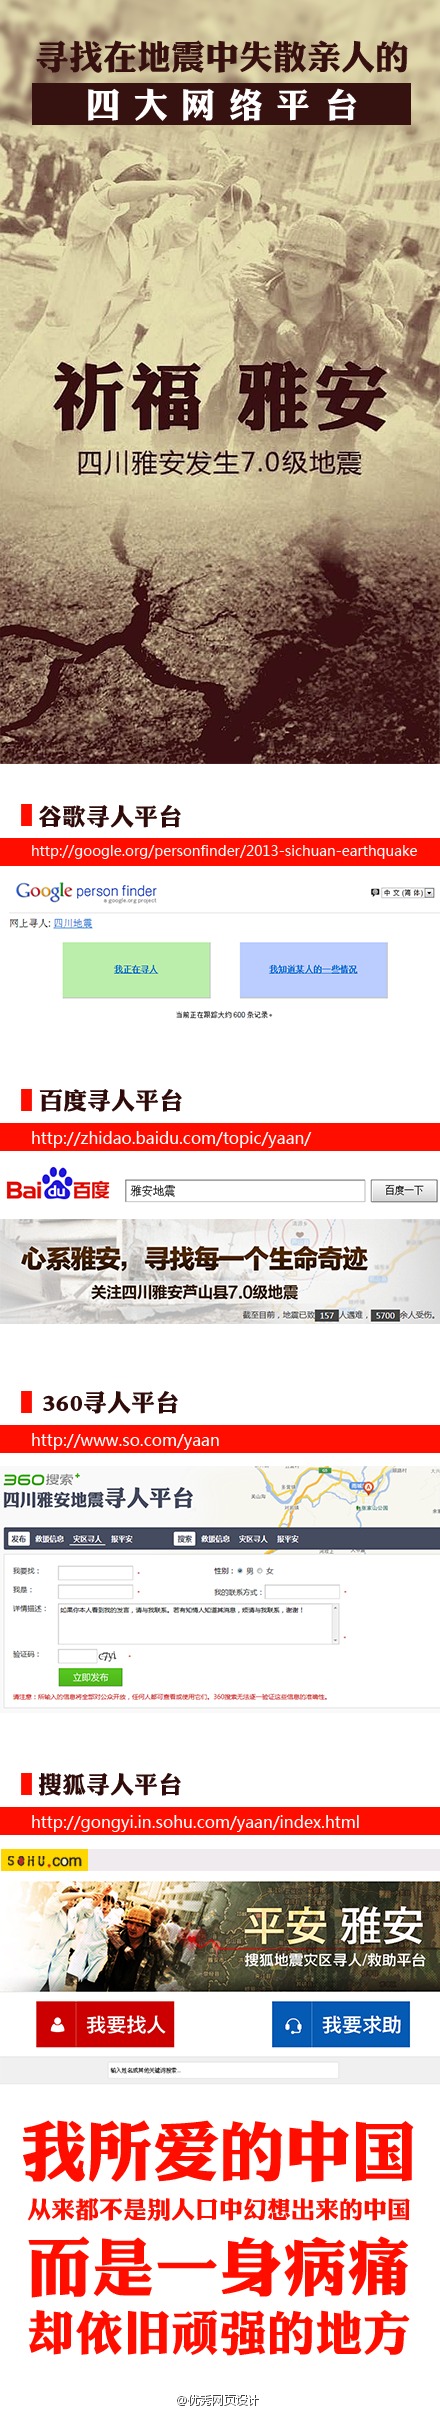 寻找在地震中失散亲人的
四大网络平台
祈福 雅安
四川雅安发生7.0级地震
谷歌寻人平台
http://google.org/personfinder/2013-sichuan-earthquake
Google person finder
a google.org project
中文(简体)
网上寻人: 四川地震
我正在寻人
我知道某人的一些情况
当前正在跟踪大约 600 条记录。
百度寻人平台
http://zhidao.baidu.com/topic/yaan/
Bai du 百度
雅安地震
百度一下
心系雅安，寻找每一个生命奇迹
关注四川雅安芦山县7.0级地震
截至目前，地震已致 157 人遇难，5700 余人受伤。
360寻人平台
http://www.so.com/yaan
360搜索+
四川雅安地震寻人平台
发布 救援信息 灾区寻人 报平安 搜索 救援信息 灾区寻人 报平安
我要找： * 性别： 男 女
我是： * 我的联系方式： *
详情描述： 如果你本人看到我的发言，请与我联系。若有知情人知道其消息，烦请与我联系，谢谢！
验证码： c7yi *
立即发布
请注意：所输入的信息将全部对公众开放，任何人都可查看或使用它们。360搜索无法逐一验证这些信息的准确性。
搜狐寻人平台
http://gongyi.in.sohu.com/yaan/index.html
SOHU.com
平安 雅安
搜狐地震灾区寻人/救助平台
我要找人
我要求助
输入姓名或其他关键词搜索...
我所爱的中国
从来都不是别人口中幻想出来的中国
而是一身病痛
却依旧顽强的地方
@优秀网页设计